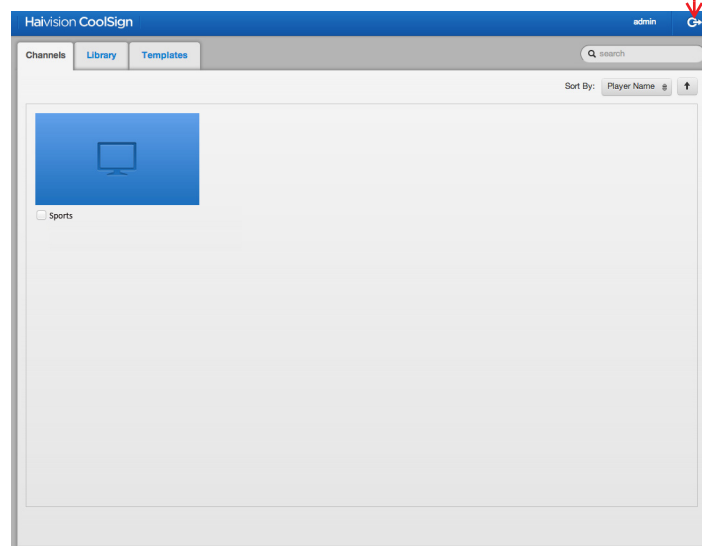 Haivision CoolSign admin
Channels Library Templates search
Sort By: Player Name
Sports